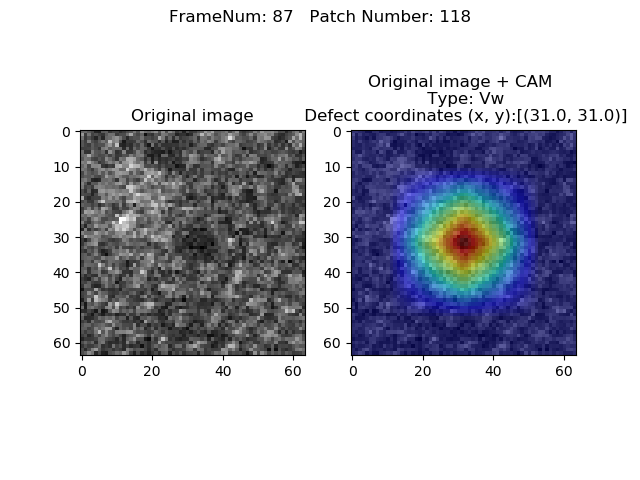 FrameNum: 87   Patch Number: 118
Original image
Original image + CAM
Type: Vw
Defect coordinates (x, y):[(31.0, 31.0)]
0
10
20
30
40
50
60
0 20 40 60
0
10
20
30
40
50
60
0 20 40 60